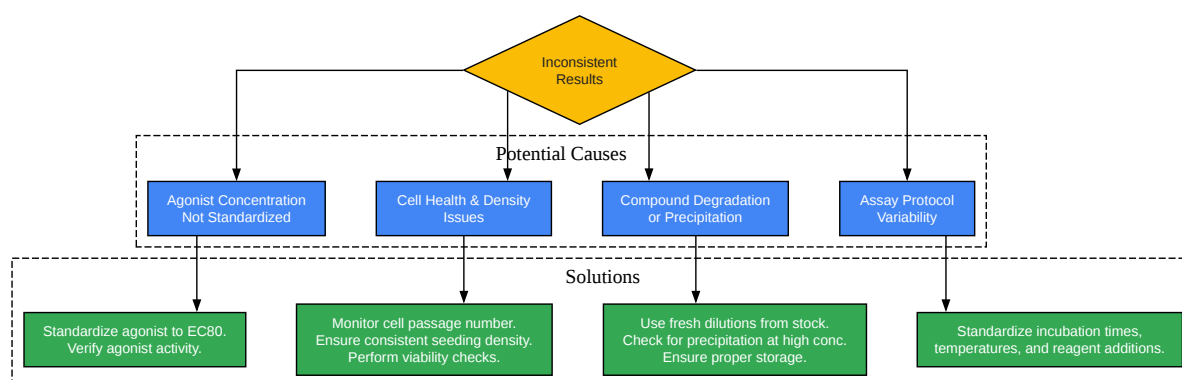 Inconsistent
Results
Potential Causes
Agonist Concentration
Not Standardized
Cell Health & Density
Issues
Compound Degradation
or Precipitation
Assay Protocol
Variability
Solutions
Standardize agonist to EC80.
Verify agonist activity.
Monitor cell passage number.
Ensure consistent seeding density.
Perform viability checks.
Use fresh dilutions from stock.
Check for precipitation at high conc.
Ensure proper storage.
Standardize incubation times,
temperatures, and reagent additions.